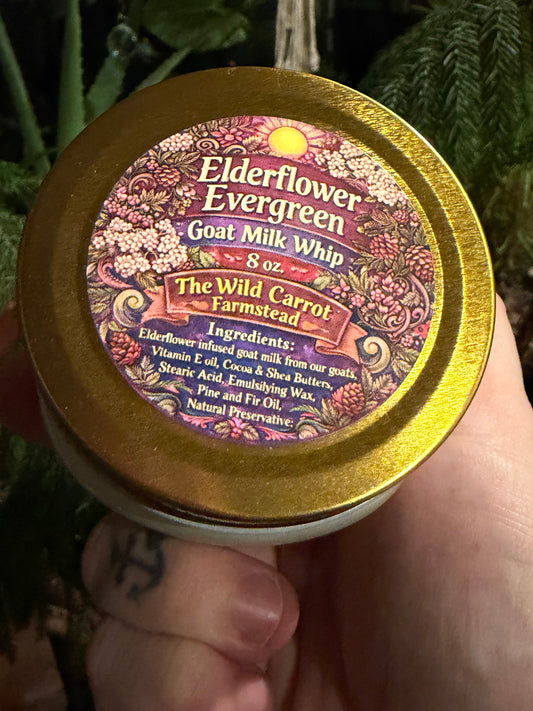 Elderflower
Evergreen
Goat Milk Whip
8 oz.
The Wild Carrot
Farmstead
Ingredients:
Elderflower infused goat milk from our goats,
Vitamin E oil, Cocoa & Shea Butters,
Stearic Acid, Emulsilying Wax,
Pine and Fir Oil,
Natural Preservative;